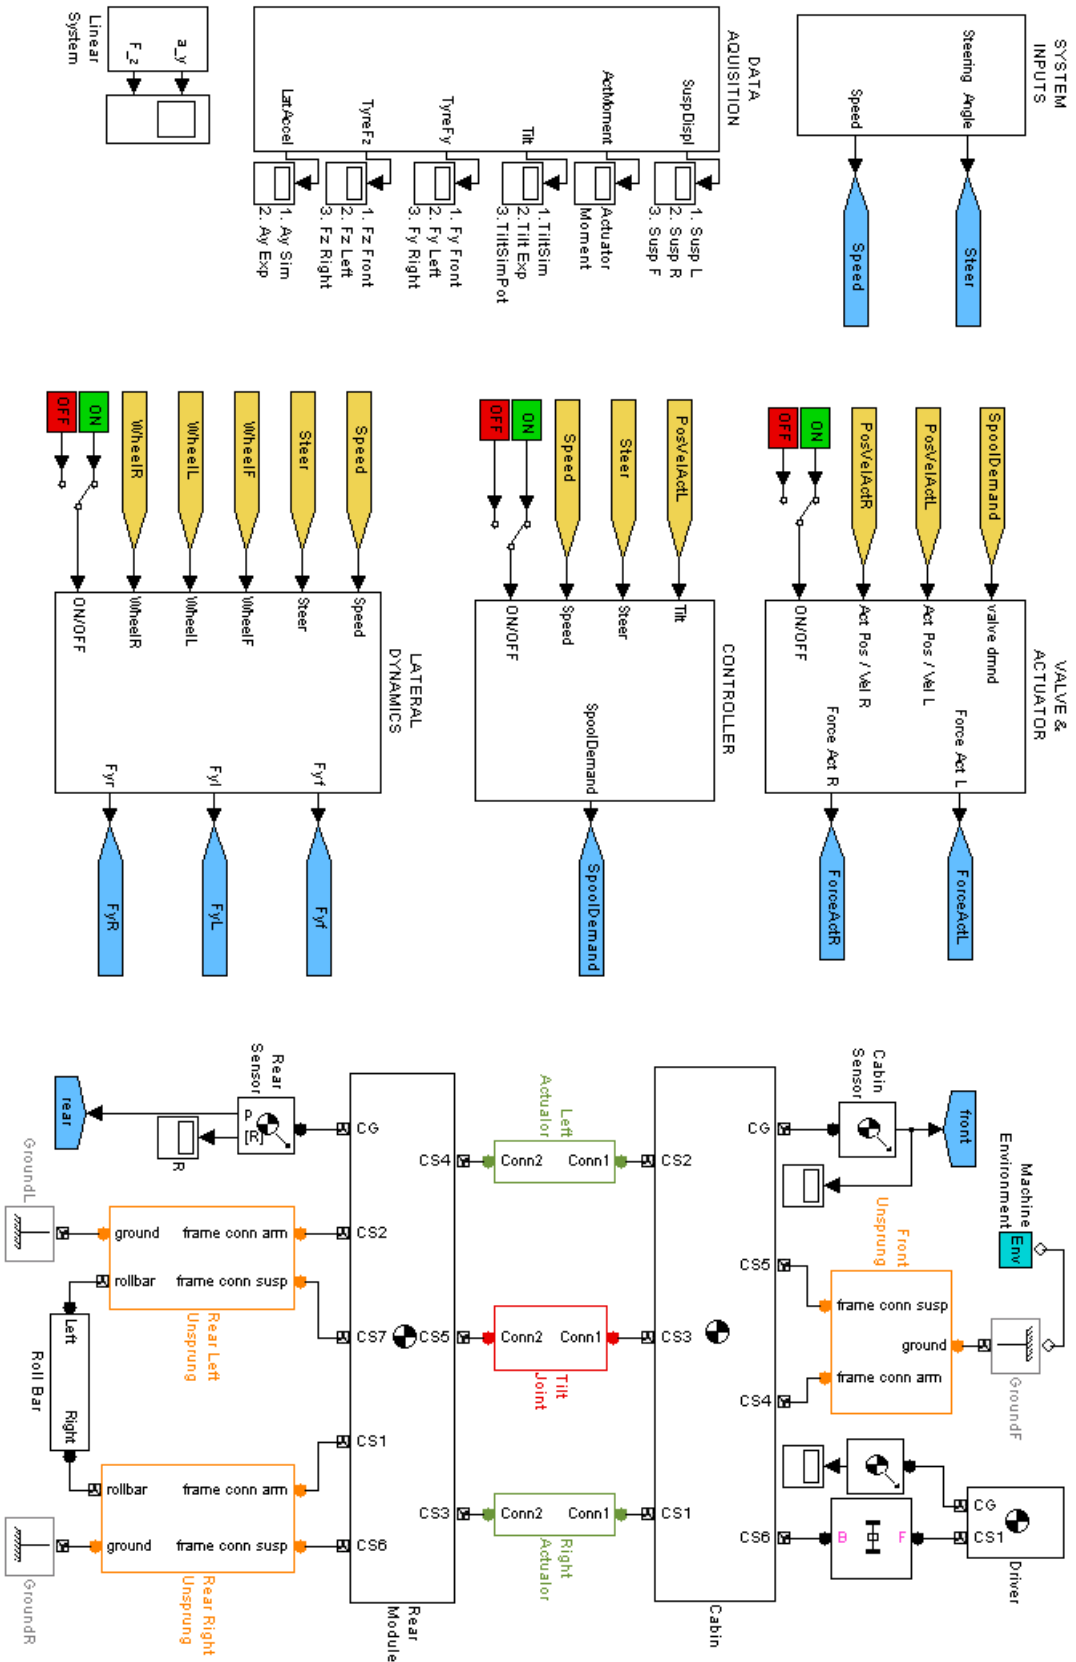 SYSTEM
INPUTS
Steering Angle
Speed
Steer
Speed
DATA
AQUISITION
SuspDispl
ActMoment
Tilt
TyreFy
TyreFz
LatAccel
1. Susp L
2. Susp R
3. Susp F
Actuator
Moment
1.TiltSim
2.Tilt Exp
3.TiltSimPot
1. Fy Front
2. Fy Left
3. Fy Right
1. Fz Front
2. Fz Left
3. Fz Right
1. Ay Sim
2. Ay Exp
a_y
F_z
Linear
System
VALVE &
ACTUATOR
SpoolDemand
PosVelActL
PosVelActR
ON
OFF
valve dmnd
Act Pos / Vel L
Act Pos / Vel R
ON/OFF
Force Act L
Force Act R
ForceActL
ForceActR
CONTROLLER
PosVelActL
Steer
Speed
ON
OFF
Tilt
Steer
Speed
ON/OFF
SpoolDemand
SpoolDemand
LATERAL
DYNAMICS
Speed
Steer
WheelF
WheelL
WheelR
ON
OFF
Speed
Steer
WheelF
WheelL
WheelR
ON/OFF
Fyf
Fyl
Fyr
Fyf
FyL
FyR
front
Cabin
Sensor
Machine
Environment
Env
GroundF
Front
Unsprung
frame conn susp
ground
frame conn arm
Driver
CG
CS1
B
F
CG
CS5
CS4
CS6
CS2
CS3
CS1
Cabin
Left
Actualor
Conn2
Conn1
Tilt
Joint
Conn2
Conn1
Right
Actualor
Conn2
Conn1
CS4
CS5
CS3
CG
CS2
CS7
CS1
CS6
Rear
Module
Rear
Sensor
p
[R]
R
rear
GroundL
ground
frame conn arm
rollbar
frame conn susp
Rear Left
Unsprung
Left
Right
Roll Bar
rollbar
frame conn arm
ground
frame conn susp
Rear Right
Unsprung
GroundR